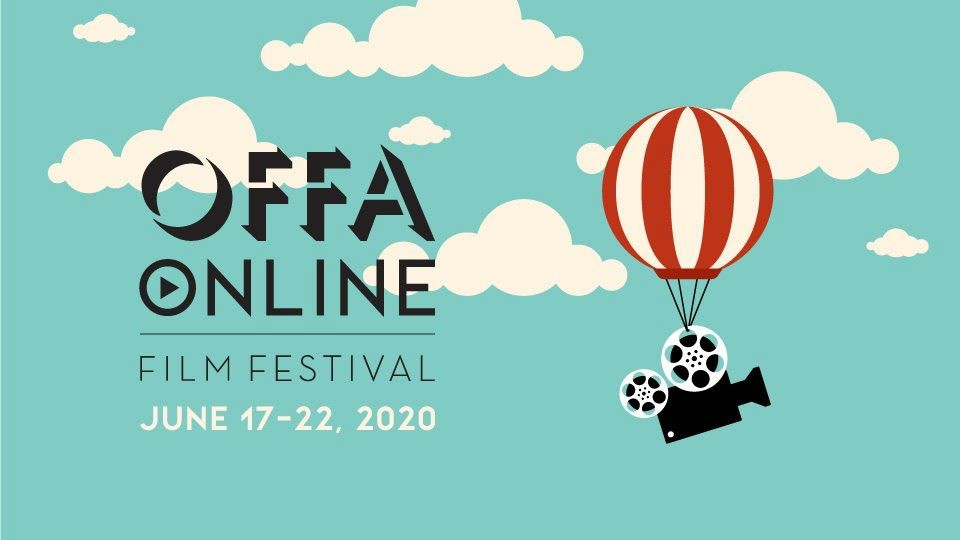 OFFA
ONLINE
FILM FESTIVAL
JUNE 17-22, 2020